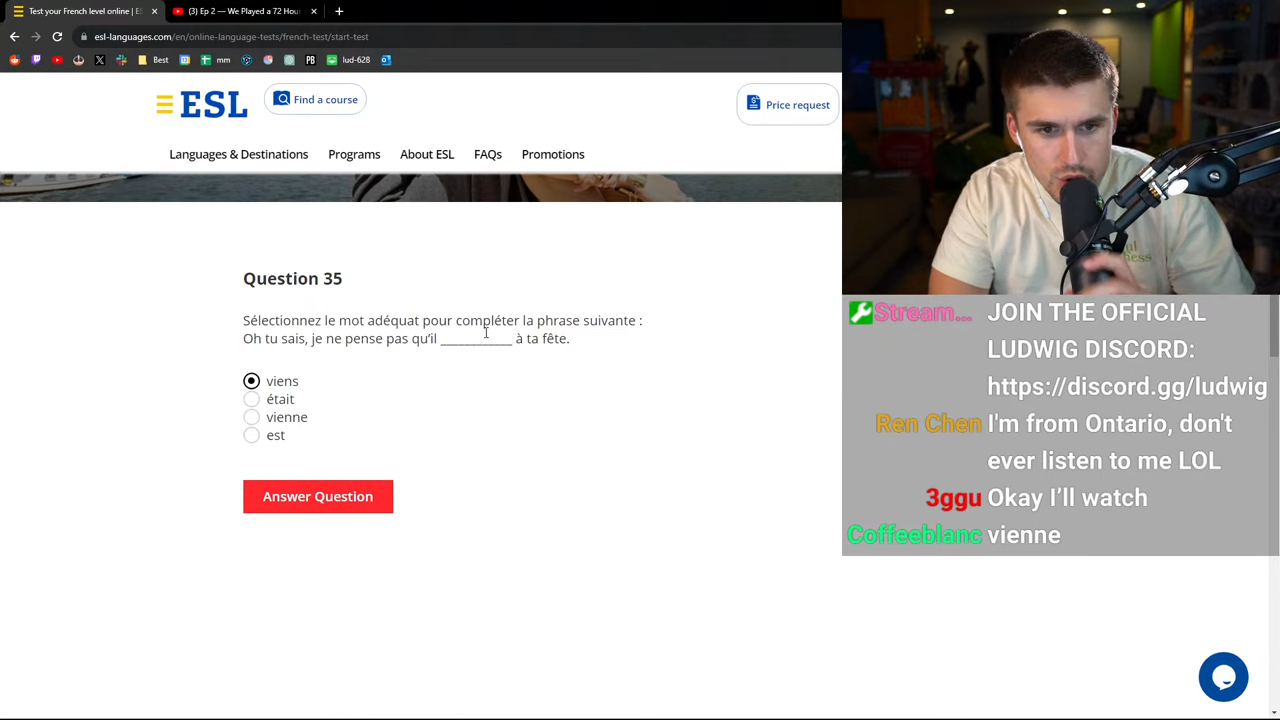 Test your French level online | ES
(3) Ep 2 — We Played a 72 Hour
esl-languages.com/en/online-language-tests/french-test/start-test
Best
mm
PB
lud-628
ESL
Find a course
Price request
Languages & Destinations
Programs
About ESL
FAQs
Promotions
Question 35
Sélectionnez le mot adéquat pour compléter la phrase suivante :
Oh tu sais, je ne pense pas qu'il ____________ à ta fête.
viens
était
vienne
est
Answer Question
Stream... JOIN THE OFFICIAL
LUDWIG DISCORD:
https://discord.gg/ludwig
Ren Chen I'm from Ontario, don't
ever listen to me LOL
3ggu Okay I'll watch
Coffeeblanc vienne